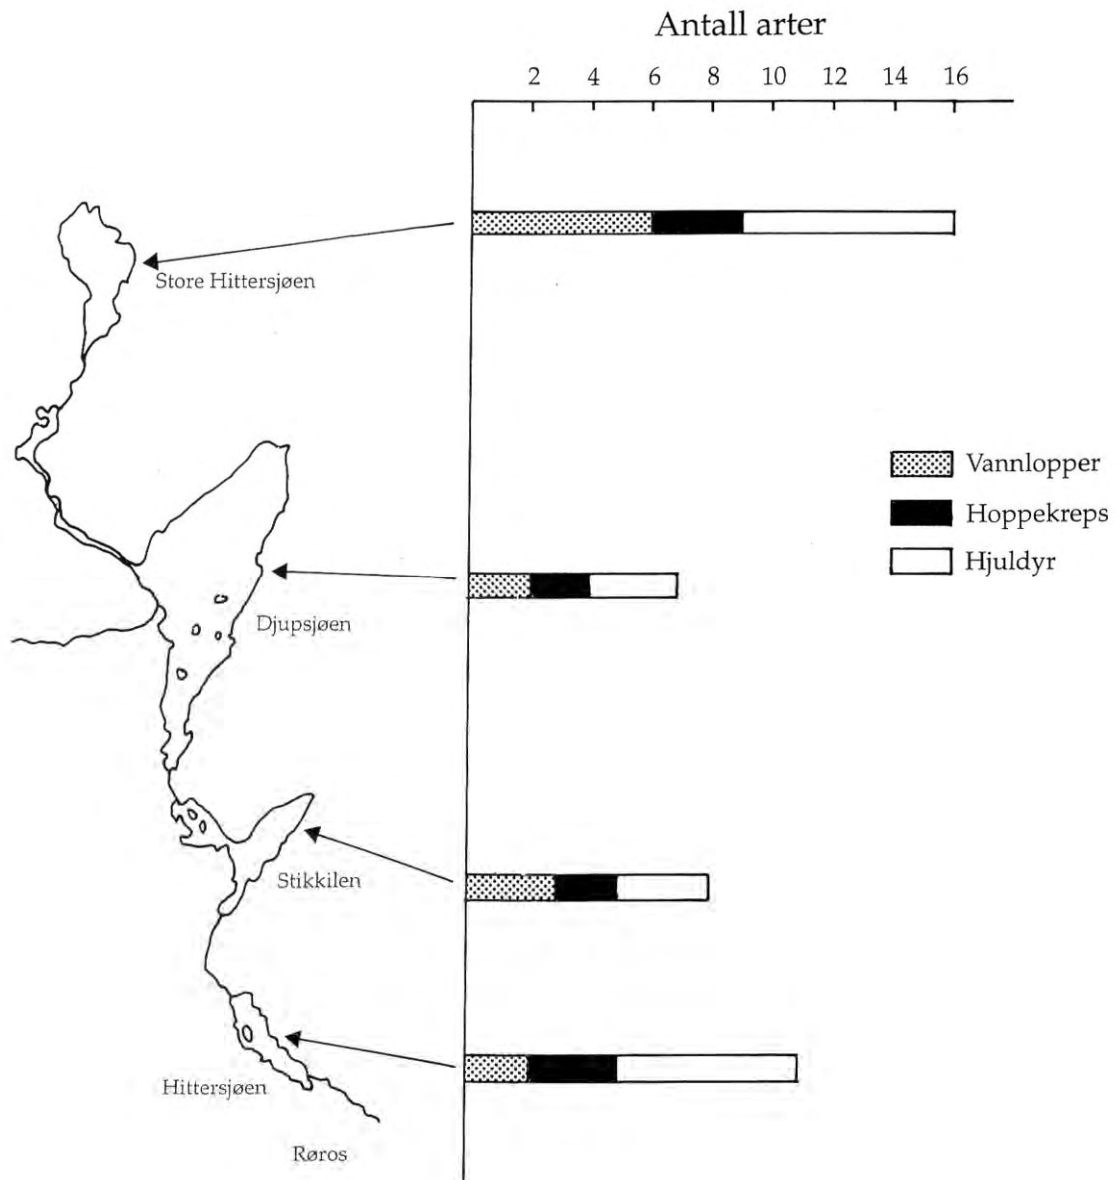 Antall arter
2 4 6 8 10 12 14 16
Store Hittersjøen
Vannlopper
Hoppekreps
Hjuldyr
Djupsjøen
Stikkilen
Hittersjøen
Røros